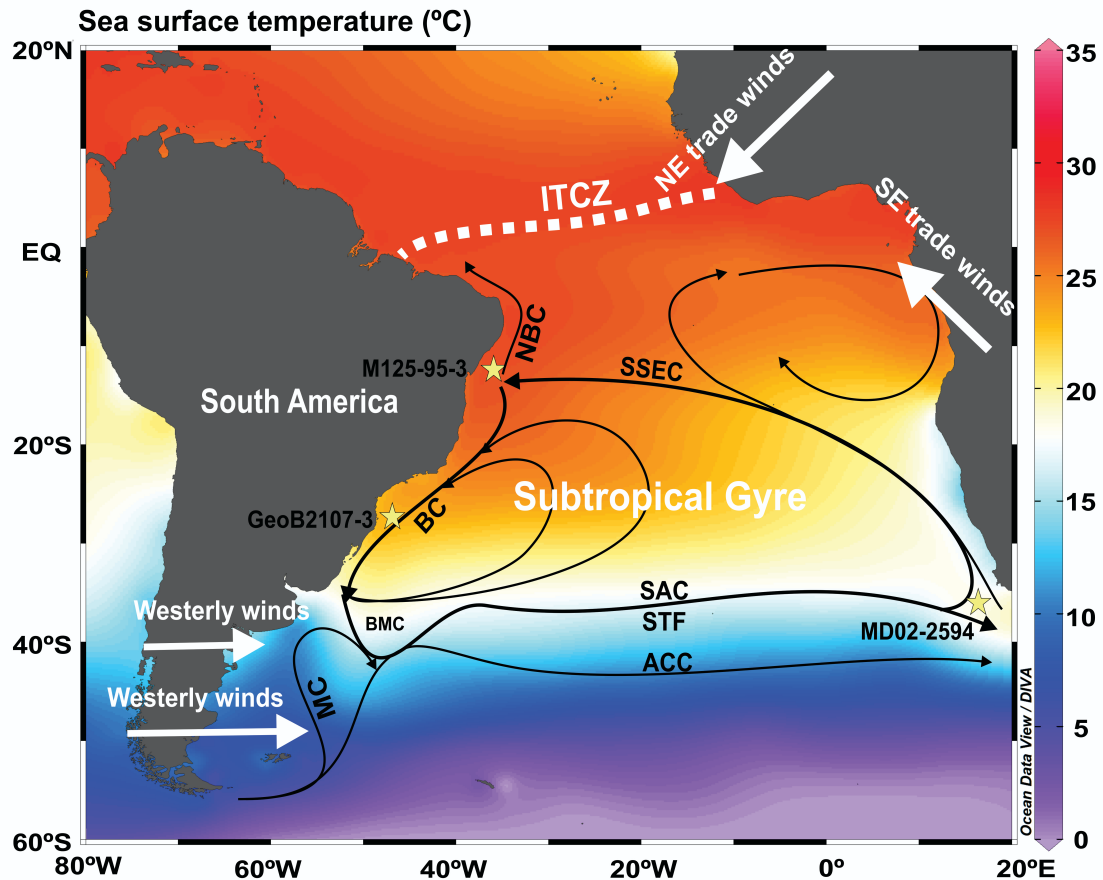 Sea surface temperature (ºC)
20ºN
EQ
20ºS
40ºS
60ºS
80ºW
60ºW
40ºW
20ºW
0º
20ºE
35
30
25
20
15
10
5
0
NE trade winds
ITCZ
SE trade winds
NBC
M125-95-3
SSEC
South America
Subtropical Gyre
GeoB2107-3
BC
SAC
Westerly winds
BMC
STF
MD02-2594
ACC
Westerly winds
MC
Ocean Data View / DIVA